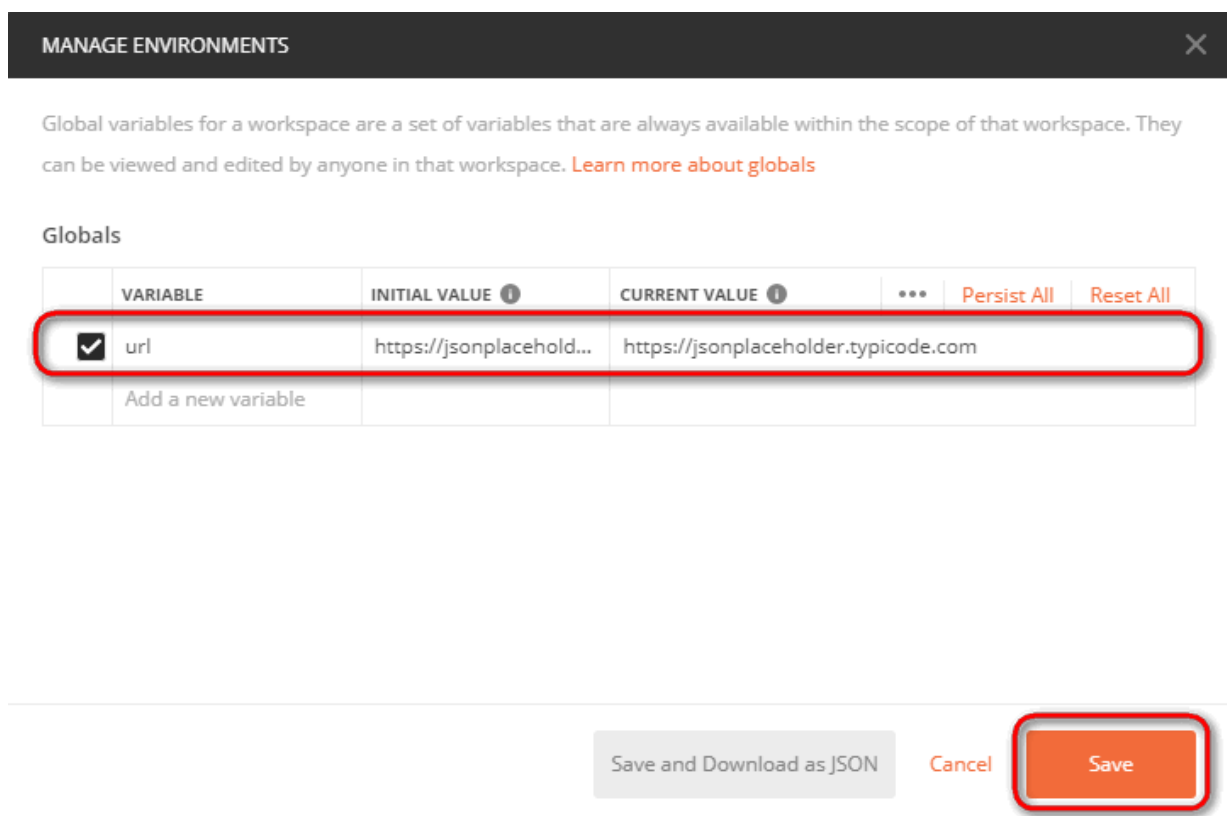 MANAGE ENVIRONMENTS
Global variables for a workspace are a set of variables that are always available within the scope of that workspace. They
can be viewed and edited by anyone in that workspace. Learn more about globals
Globals
VARIABLE INITIAL VALUE CURRENT VALUE Persist All Reset All
url https://jsonplacehold... https://jsonplaceholder.typicode.com
Add a new variable
Save and Download as JSON Cancel Save